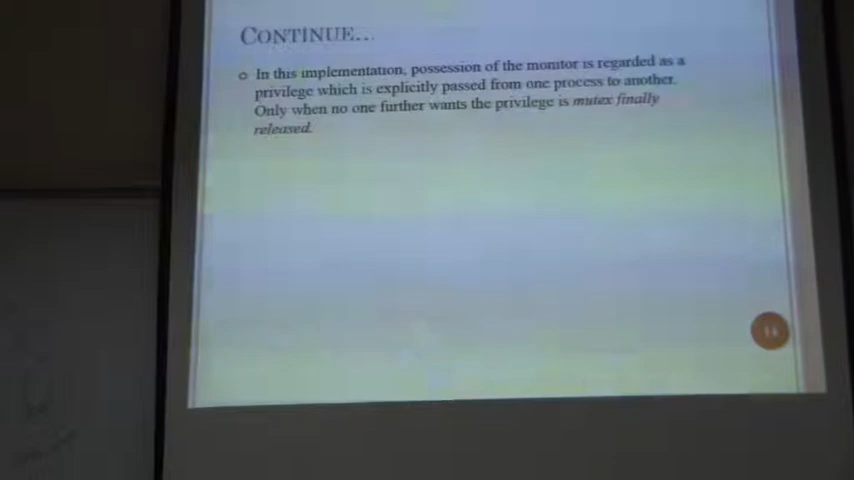 CONTINUE...
In this implementation, possession of the monitor is regarded as a
privilege which is explicitly passed from one process to another.
Only when no one further wants the privilege is mutex finally
released.